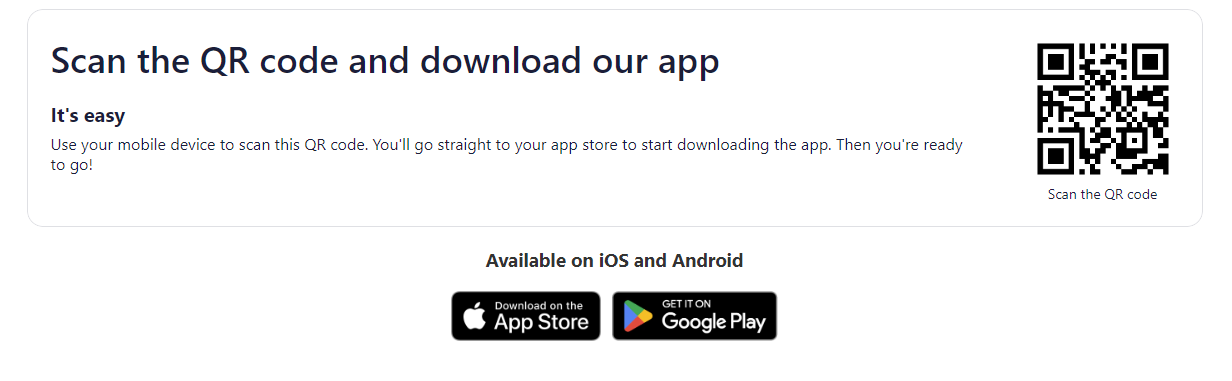 Scan the QR code and download our app
It's easy
Use your mobile device to scan this QR code. You'll go straight to your app store to start downloading the app. Then you're ready
to go!
Scan the QR code
Available on iOS and Android
Download on the
App Store
GET IT ON
Google Play